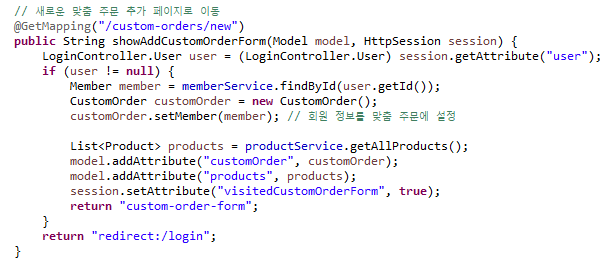 // 새로운 맞춤 주문 추가 페이지로 이동
@GetMapping("/custom-orders/new")
public String showAddCustomOrderForm(Model model, HttpSession session) {
    LoginController.User user = (LoginController.User) session.getAttribute("user");
    if (user != null) {
        Member member = memberService.findById(user.getId());
        CustomOrder customOrder = new CustomOrder();
        customOrder.setMember(member); // 회원 정보를 맞춤 주문에 설정

        List<Product> products = productService.getAllProducts();
        model.addAttribute("customOrder", customOrder);
        model.addAttribute("products", products);
        session.setAttribute("visitedCustomOrderForm", true);
        return "custom-order-form";
    }
    return "redirect:/login";
}